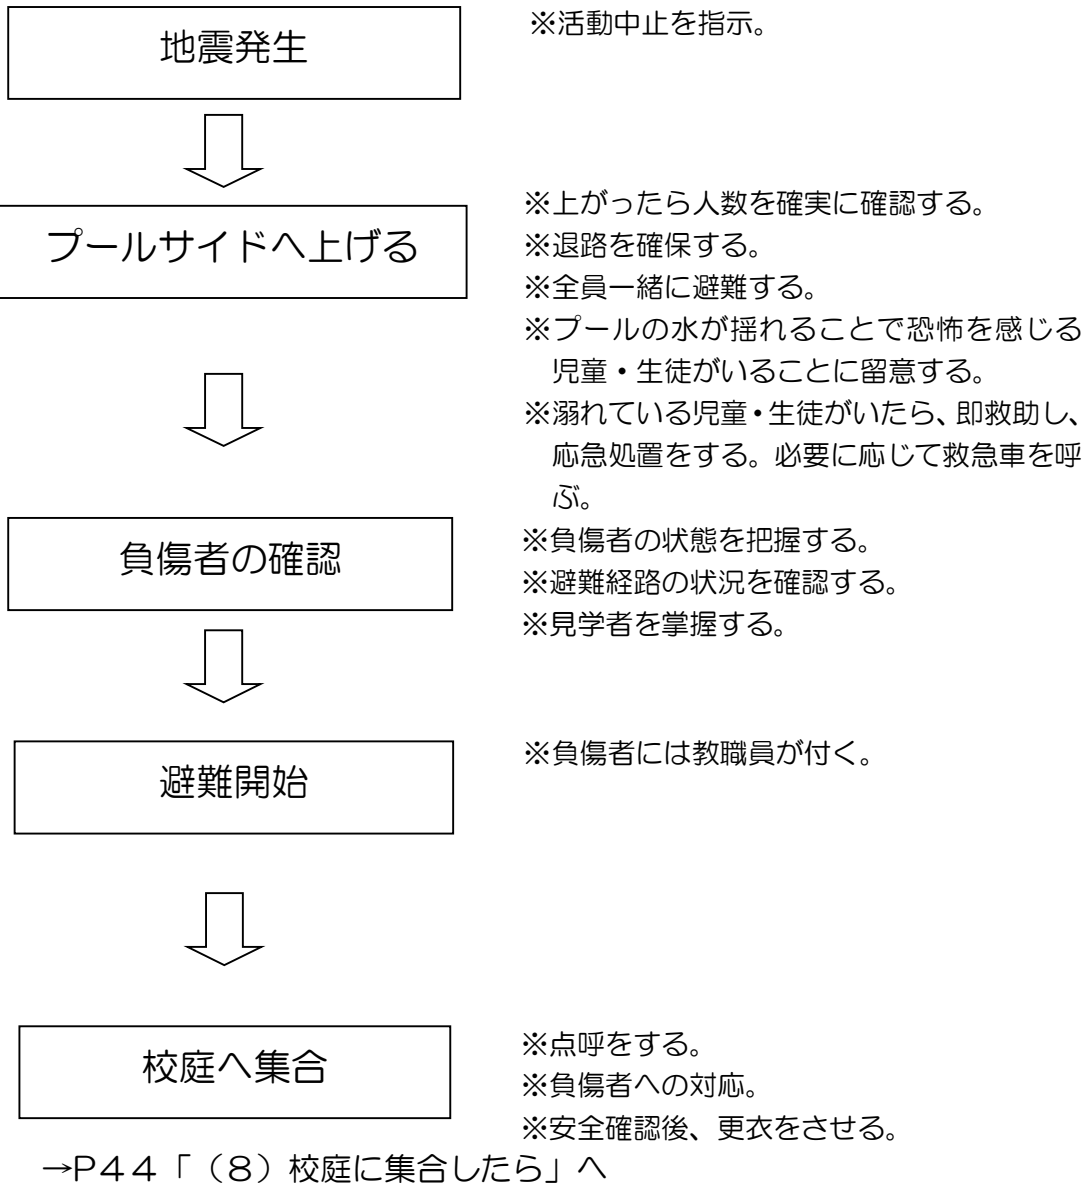 地震発生
※活動中止を指示。
プールサイドへ上げる
※上がったら人数を確実に確認する。
※退路を確保する。
※全員一緒に避難する。
※プールの水が揺れることで恐怖を感じる
児童・生徒がいることに留意する。
※溺れている児童・生徒がいたら、即救助し、
応急処置をする。必要に応じて救急車を呼
ぶ。
負傷者の確認
※負傷者の状態を把握する。
※避難経路の状況を確認する。
※見学者を掌握する。
避難開始
※負傷者には教職員が付く。
校庭へ集合
※点呼をする。
※負傷者への対応。
※安全確認後、更衣をさせる。
→P44「(8)校庭に集合したら」へ